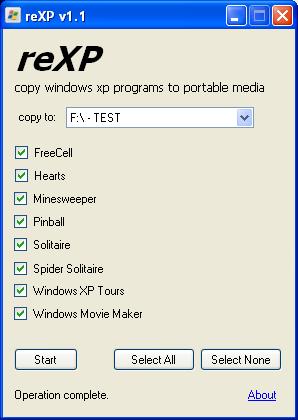 reXP v1.1
reXP
copy windows xp programs to portable media
copy to: F:\ - TEST
FreeCell
Hearts
Minesweeper
Pinball
Solitaire
Spider Solitaire
Windows XP Tours
Windows Movie Maker
Start Select All Select None
Operation complete. About